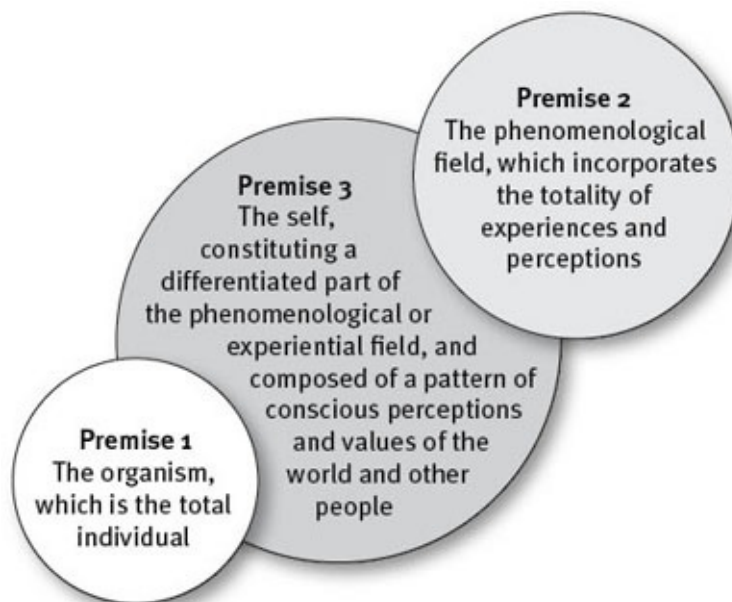 Premise 2
The phenomenological
field, which incorporates
the totality of
experiences and
perceptions
Premise 3
The self,
constituting a
differentiated part of
the phenomenological or
experiential field, and
composed of a pattern of
conscious perceptions
and values of the
world and other
people
Premise 1
The organism,
which is the total
individual